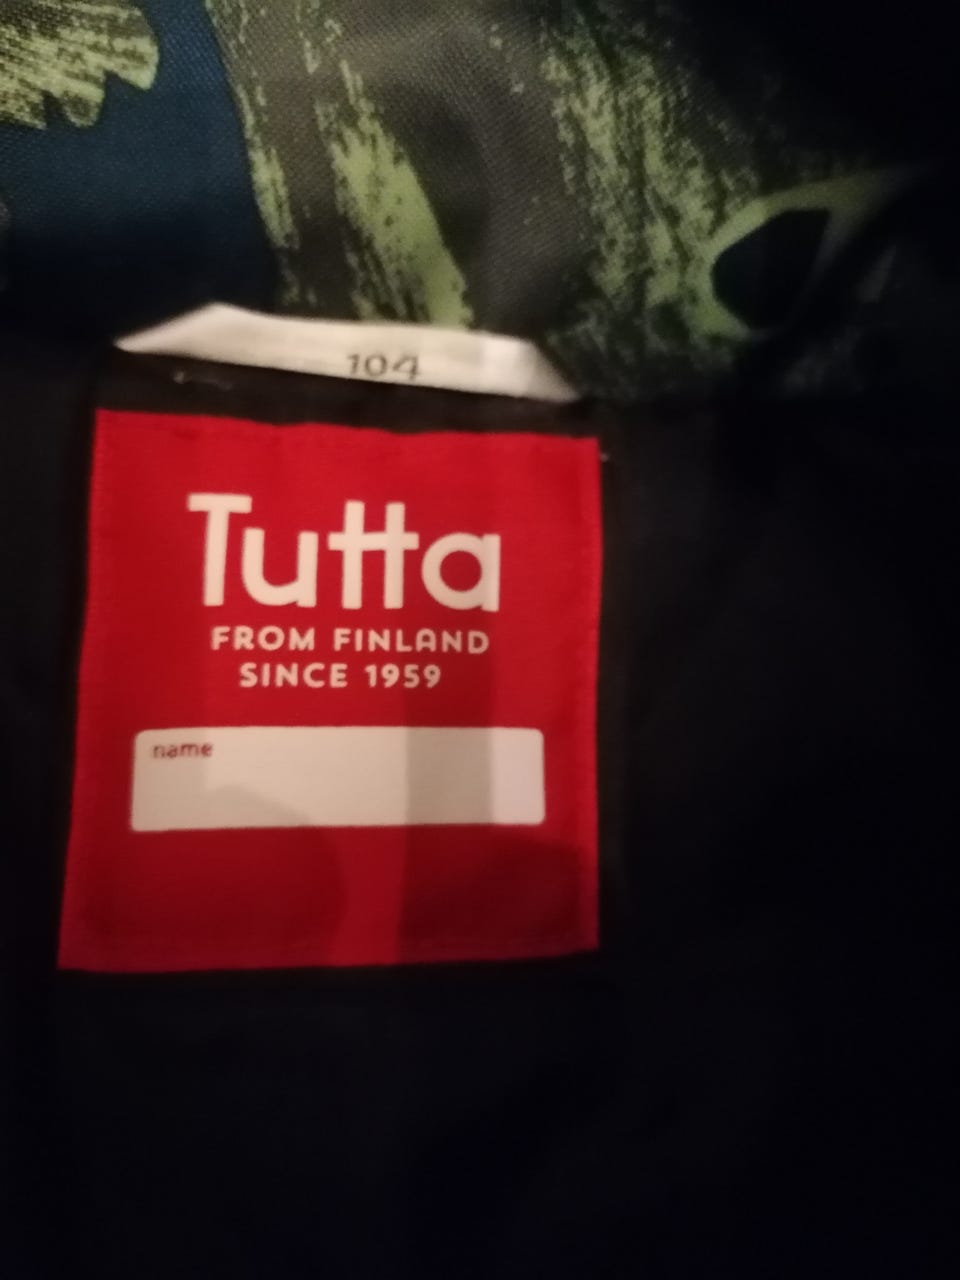 104
Tutta
FROM FINLAND
SINCE 1959
name